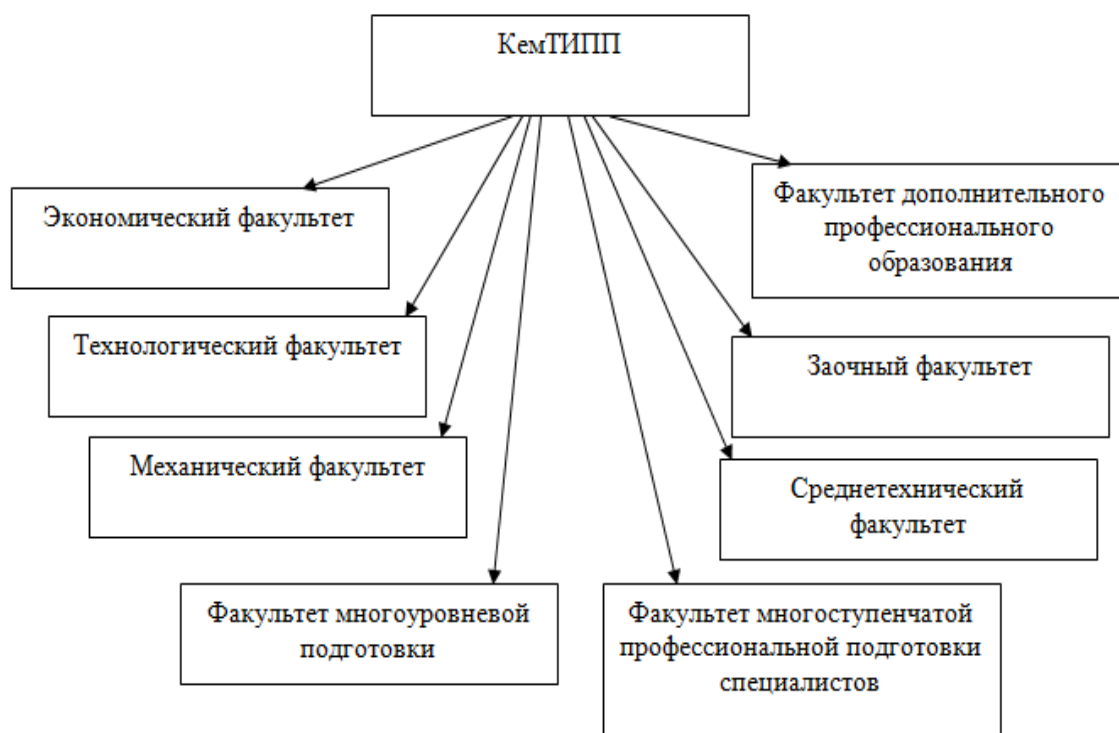 КемТИПП
Экономический факультет
Факультет дополнительного
профессионального
образования
Технологический факультет
Заочный факультет
Механический факультет
Среднетехнический
факультет
Факультет многоуровневой
подготовки
Факультет многоступенчатой
профессиональной подготовки
специалистов